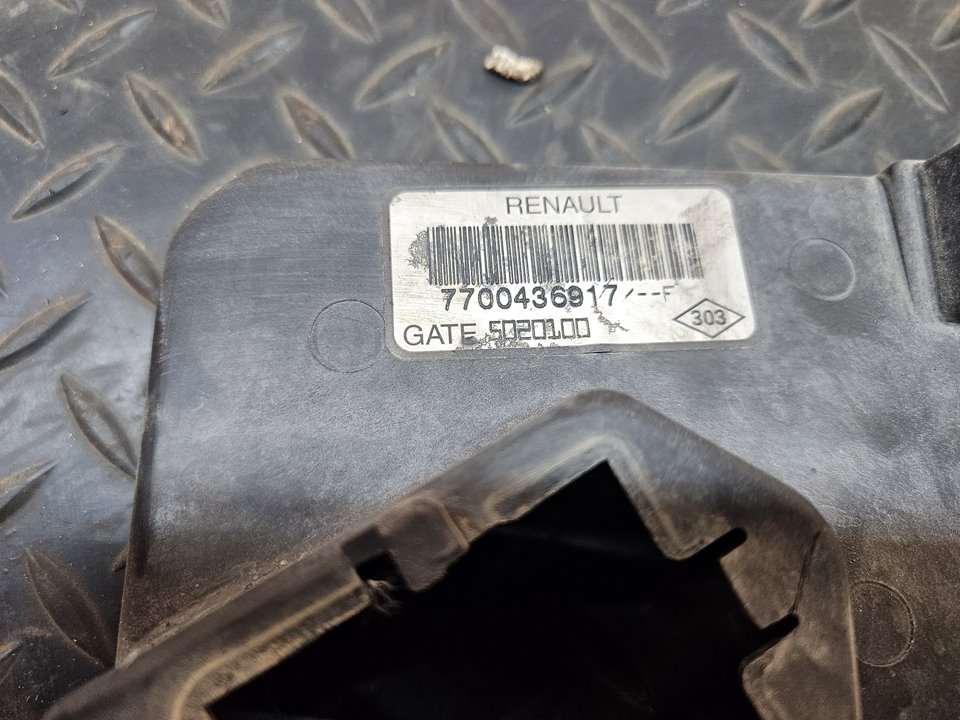 RENAULT
7700436917/--F
GATE 5020100
303